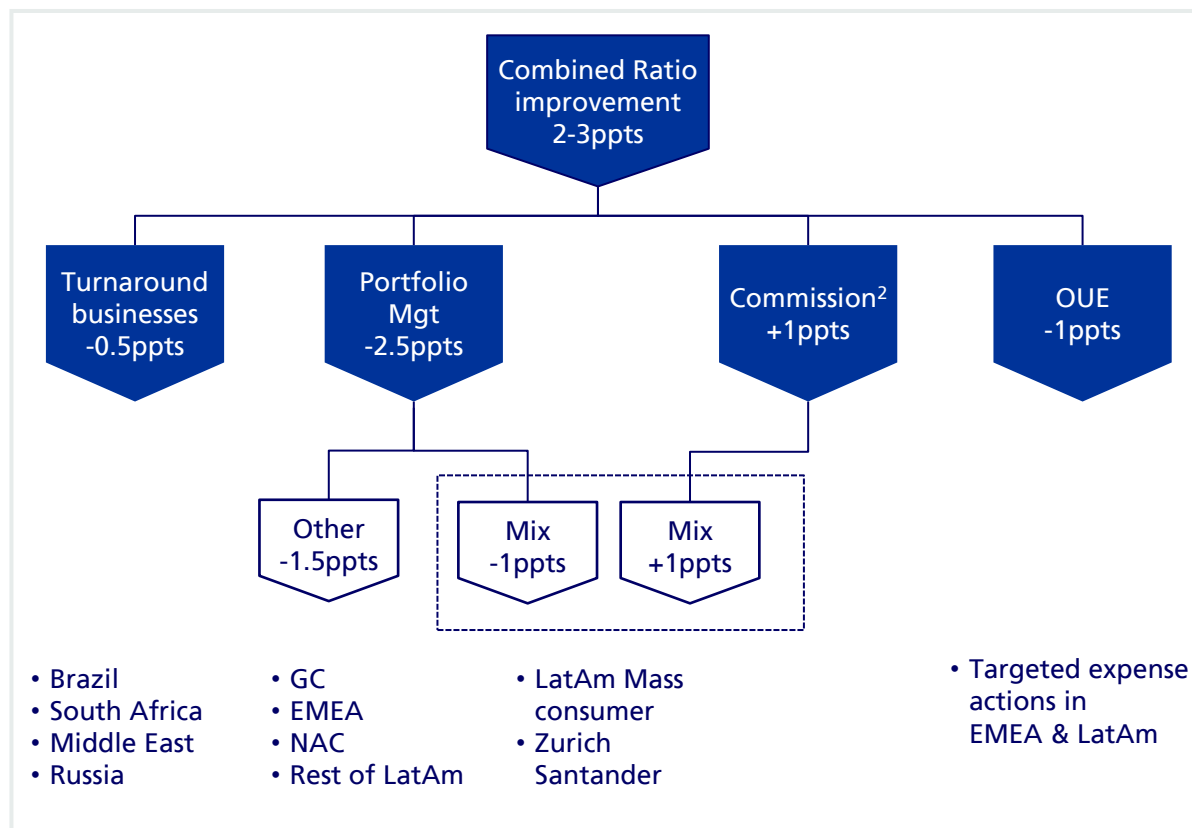 Combined Ratio
improvement
2-3ppts
Turnaround
businesses
-0.5ppts
Portfolio
Mgt
-2.5ppts
Commission²
+1ppts
OUE
-1ppts
Other
-1.5ppts
Mix
-1ppts
Mix
+1ppts
• Brazil
• South Africa
• Middle East
• Russia
• GC
• EMEA
• NAC
• Rest of LatAm
• LatAm Mass
consumer
• Zurich
Santander
• Targeted expense
actions in
EMEA & LatAm